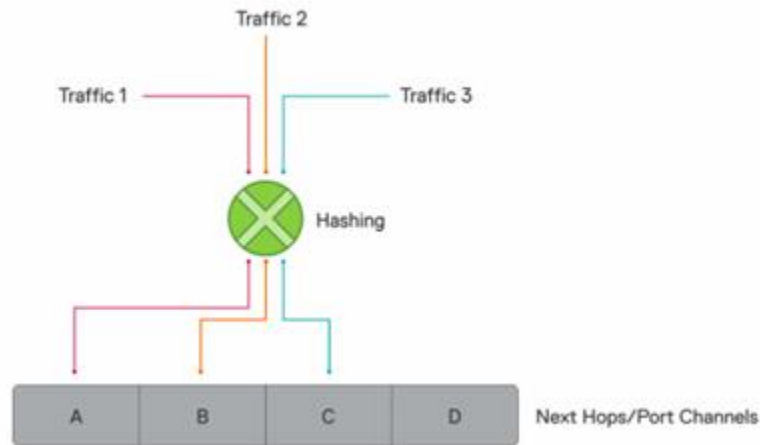 Traffic 2
Traffic 1
Traffic 3
Hashing
A B C D Next Hops/Port Channels